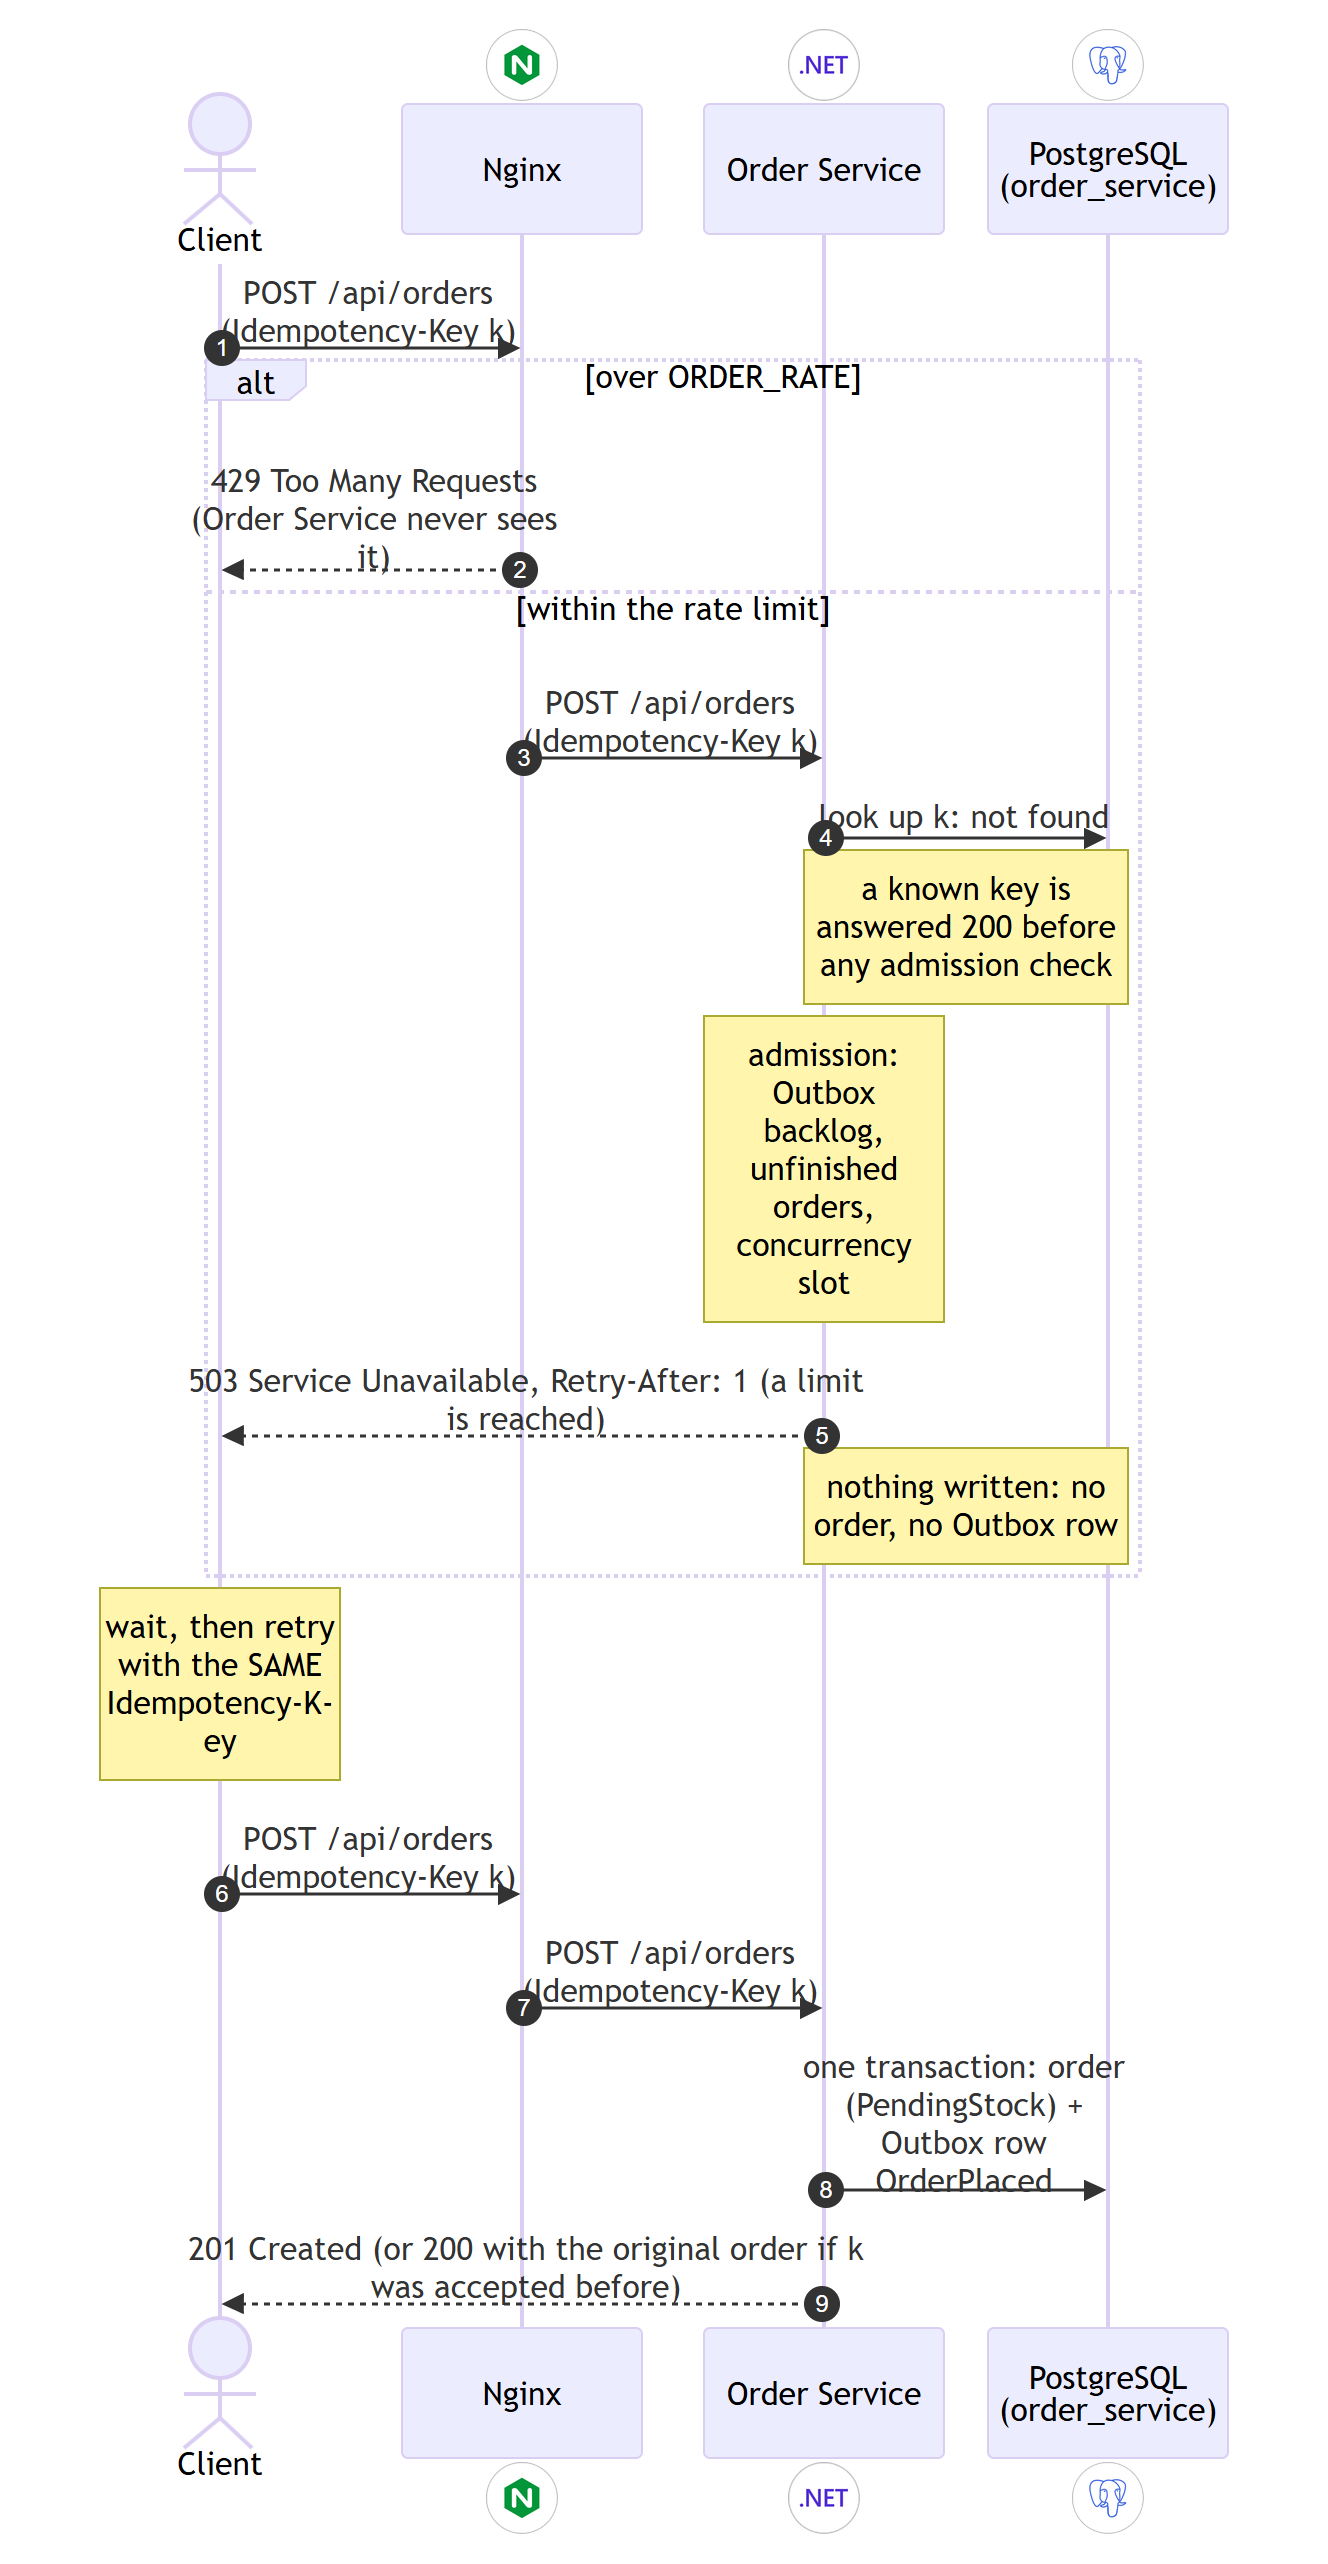 .NET
Nginx
Order Service
PostgreSQL
(order_service)
Client
POST /api/orders
(Idempotency-Key k)
1
alt
[over ORDER_RATE]
429 Too Many Requests
(Order Service never sees
it)
2
[within the rate limit]
POST /api/orders
(Idempotency-Key k)
3
look up k: not found
4
a known key is
answered 200 before
any admission check
admission:
Outbox
backlog,
unfinished
orders,
concurrency
slot
503 Service Unavailable, Retry-After: 1 (a limit
is reached)
5
nothing written: no
order, no Outbox row
wait, then retry
with the SAME
Idempotency-K-
ey
POST /api/orders
(Idempotency-Key k)
6
POST /api/orders
(Idempotency-Key k)
7
one transaction: order
(PendingStock) +
Outbox row
OrderPlaced
8
201 Created (or 200 with the original order if k
was accepted before)
9
Nginx
Order Service
PostgreSQL
(order_service)
Client
.NET